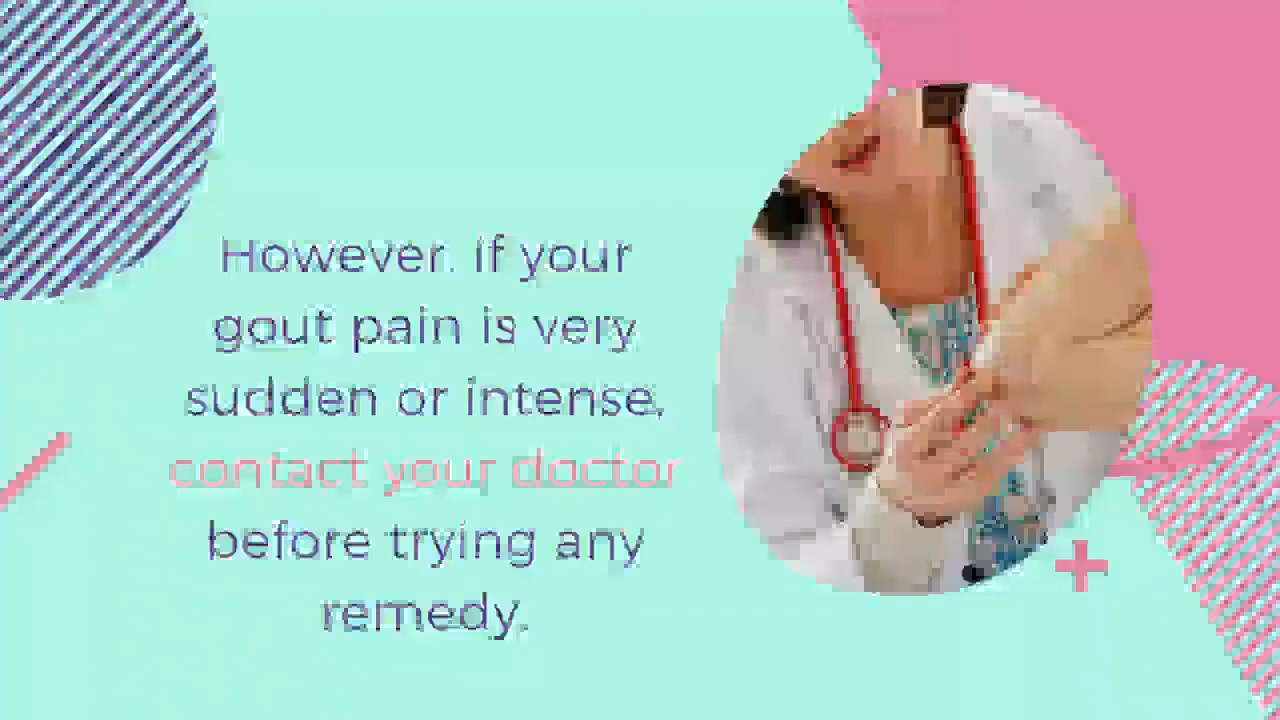 However. if your
gout pain is very
sudden or intense,
contact your doctor
before trying any
remedy.